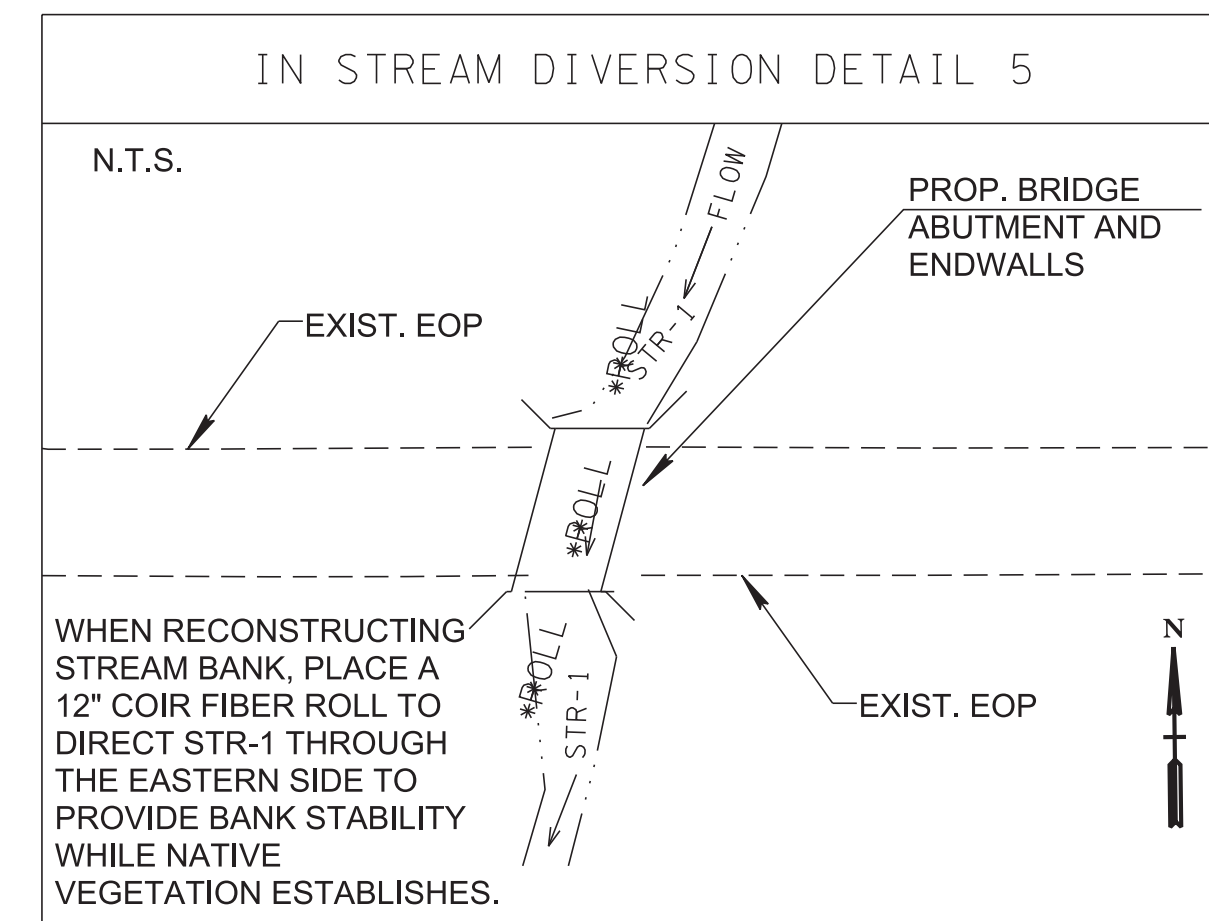 IN STREAM DIVERSION DETAIL 5
N.T.S.
FLOW
PROP. BRIDGE
ABUTMENT AND
ENDWALLS
EXIST. EOP
**ROLL
STR-1
**ROLL
WHEN RECONSTRUCTING
STREAM BANK, PLACE A
12" COIR FIBER ROLL TO
DIRECT STR-1 THROUGH
THE EASTERN SIDE TO
PROVIDE BANK STABILITY
WHILE NATIVE
VEGETATION ESTABLISHES.
**ROLL
STR-1
EXIST. EOP
N